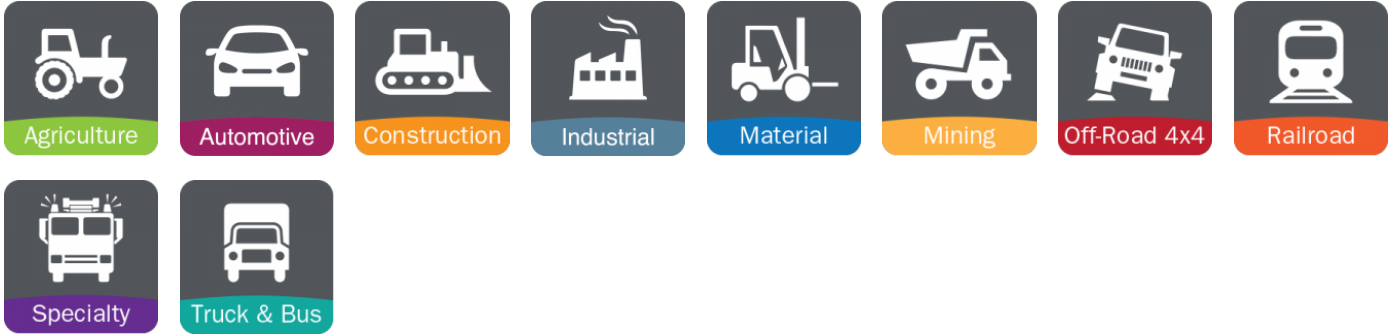 Agriculture
Automotive
Construction
Industrial
Material
Mining
Off-Road 4x4
Railroad
Specialty
Truck & Bus